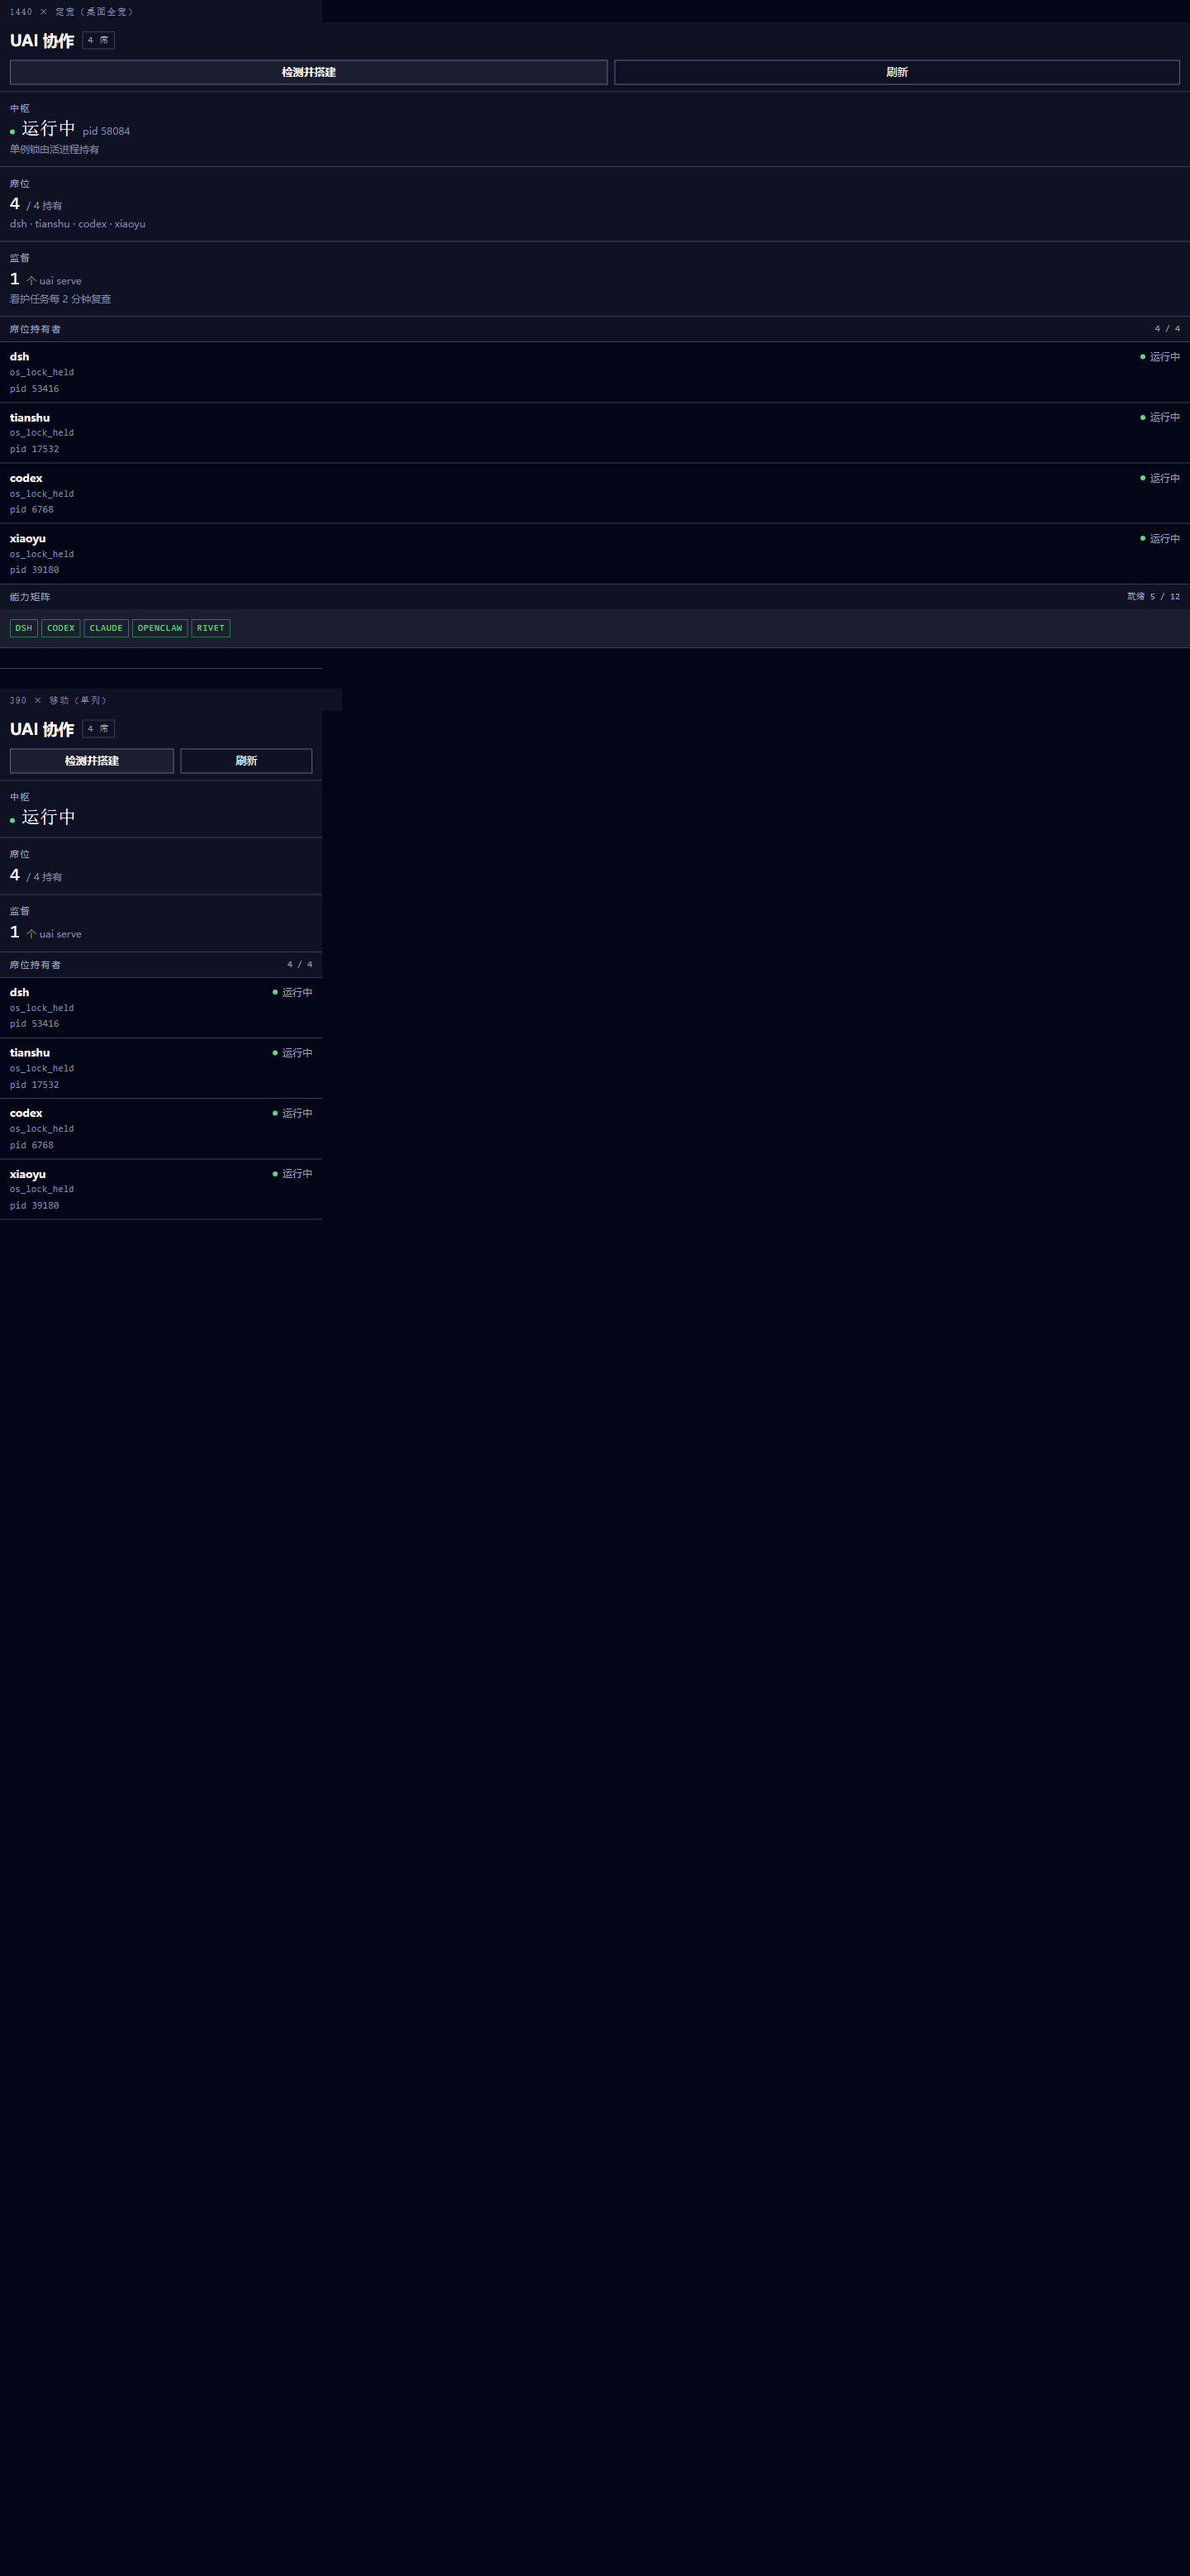 1440 × 定宽（桌面全宽）
UAI 协作 4 席
检测并搭建 刷新
中枢
运行中 pid 58084
单例锁由活进程持有
席位
4 / 4 持有
dsh · tianshu · codex · xiaoyu
监督
1 个 uai serve
看护任务每 2 分钟复查
席位持有者 4 / 4
dsh 运行中
os_lock_held
pid 53416
tianshu 运行中
os_lock_held
pid 17532
codex 运行中
os_lock_held
pid 6768
xiaoyu 运行中
os_lock_held
pid 39180
能力矩阵 就绪 5 / 12
DSH CODEX CLAUDE OPENCLAW RIVET
390 × 移动（单列）
UAI 协作 4 席
检测并搭建 刷新
中枢
运行中
席位
4 / 4 持有
监督
1 个 uai serve
席位持有者 4 / 4
dsh 运行中
os_lock_held
pid 53416
tianshu 运行中
os_lock_held
pid 17532
codex 运行中
os_lock_held
pid 6768
xiaoyu 运行中
os_lock_held
pid 39180